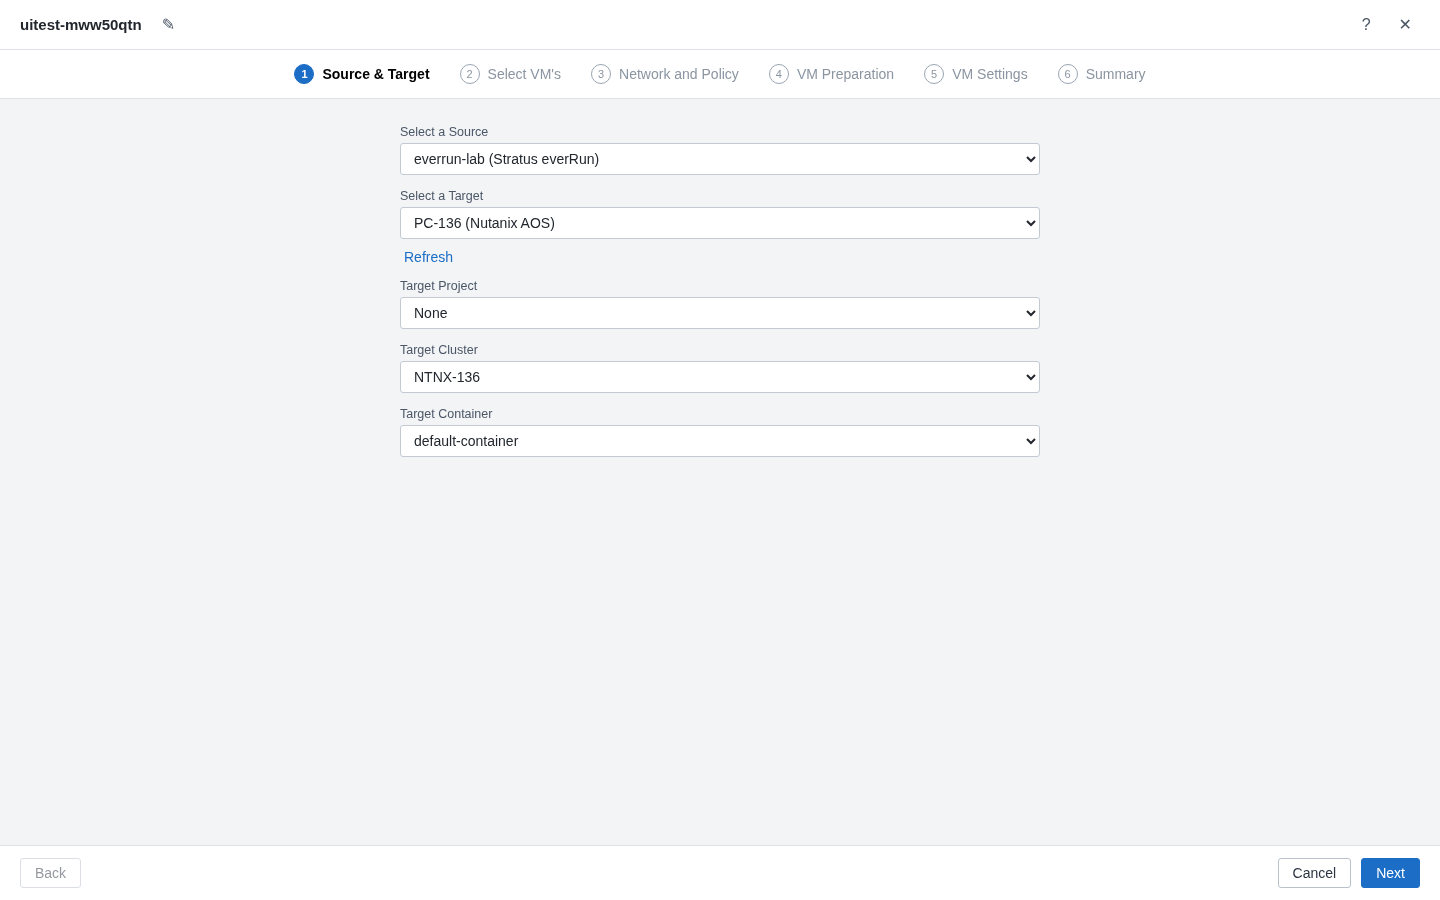 uitest-mww50qtn ✎ ? ✕
1 Source & Target 2 Select VM's 3 Network and Policy 4 VM Preparation 5 VM Settings 6 Summary
Select a Source
everrun-lab (Stratus everRun)
Select a Target
PC-136 (Nutanix AOS)
Refresh
Target Project
None
Target Cluster
NTNX-136
Target Container
default-container
Back Cancel Next